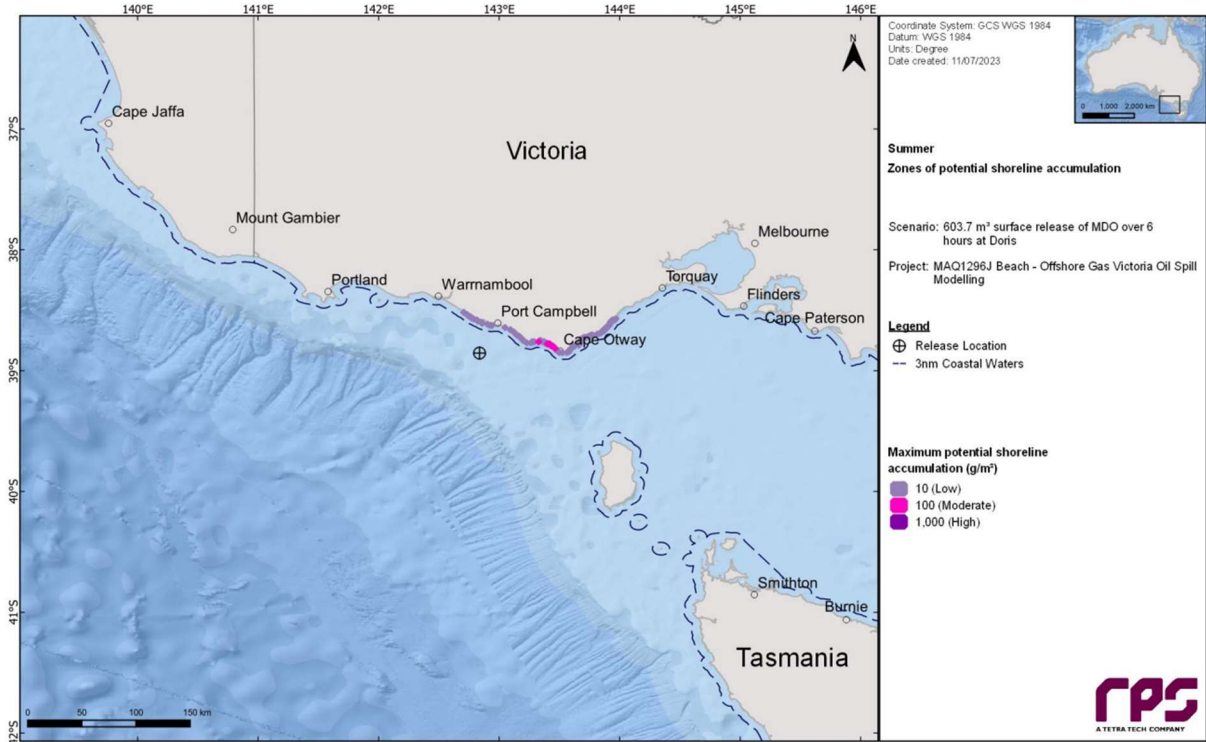 140°E 141°E 142°E 143°E 144°E 145°E 146°E
37°S
38°S
39°S
40°S
41°S
42°S
N
Cape Jaffa
Victoria
Mount Gambier
Melbourne
Portland
Warrnambool
Torquay
Port Campbell
Flinders
Cape Paterson
Cape Otway
Smithton
Burnie
Tasmania
0 50 100 150 km
Coordinate System: GCS WGS 1984
Datum: WGS 1984
Units: Degree
Date created: 11/07/2023
0 1,000 2,000 km
Summer
Zones of potential shoreline accumulation
Scenario: 603.7 m³ surface release of MDO over 6
hours at Doris
Project: MAQ1296J Beach - Offshore Gas Victoria Oil Spill
Modelling
Legend
Release Location
3nm Coastal Waters
Maximum potential shoreline
accumulation (g/m²)
10 (Low)
100 (Moderate)
1,000 (High)
rps
A TETRA TECH COMPANY